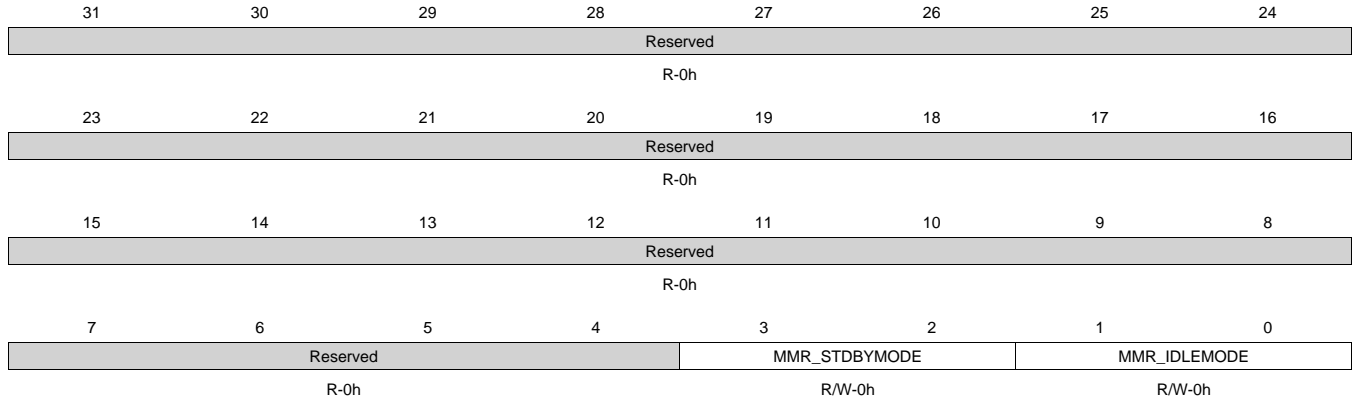 31 30 29 28 27 26 25 24
Reserved
R-0h
23 22 21 20 19 18 17 16
Reserved
R-0h
15 14 13 12 11 10 9 8
Reserved
R-0h
7 6 5 4 3 2 1 0
Reserved MMR_STDBYMODE MMR_IDLEMODE
R-0h R/W-0h R/W-0h